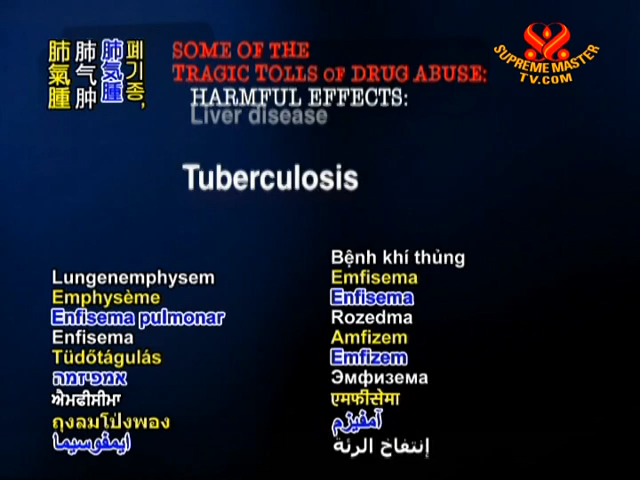 肺氣腫
肺气肿
肺気腫
폐기종,
SOME OF THE
TRAGIC TOLLS OF DRUG ABUSE:
HARMFUL EFFECTS:
Liver disease
SUPREME MASTER
TV.COM
Tuberculosis
Lungenemphysem
Emphysème
Enfisema pulmonar
Enfisema
Tüdőtágulás
אמפיזמה
ਐਮਫੀਸੀਮਾ
ถุงลมโป่งพอง
ایمفوسیما
Bệnh khí thủng
Emfisema
Enfisema
Rozedma
Amfizem
Emfizem
Эмфизема
एमफीसेमा
آمفیزم
إنتفاخ الرئة